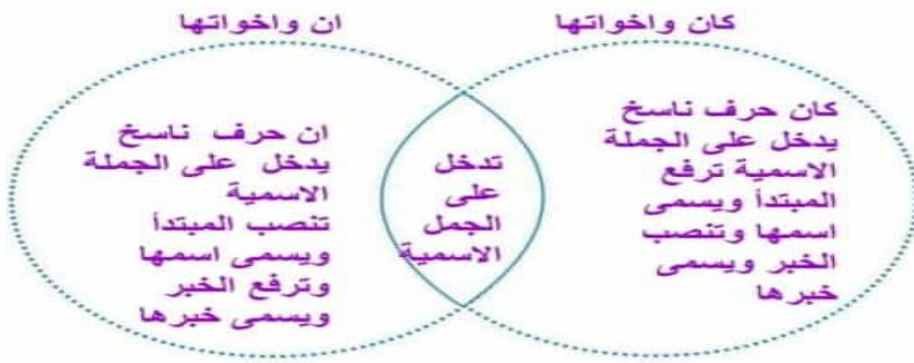 كان واخواتها
ان واخواتها
كان حرف ناسخ
يدخل على الجملة
الاسمية ترفع
المبتدأ ويسمى
اسمها وتنصب
الخبر ويسمى
خبرها
تدخل
على
الجمل
الاسمية
ان حرف ناسخ
يدخل على الجملة
الاسمية
تنصب المبتدأ
ويسمى اسمها
وترفع الخبر
ويسمى خبرها